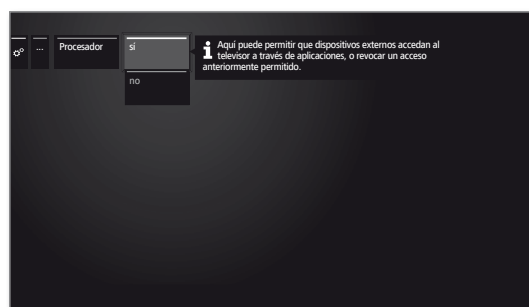 ...
Procesador
sí
no
Aquí puede permitir que dispositivos externos accedan al
televisor a través de aplicaciones, o revocar un acceso
anteriormente permitido.